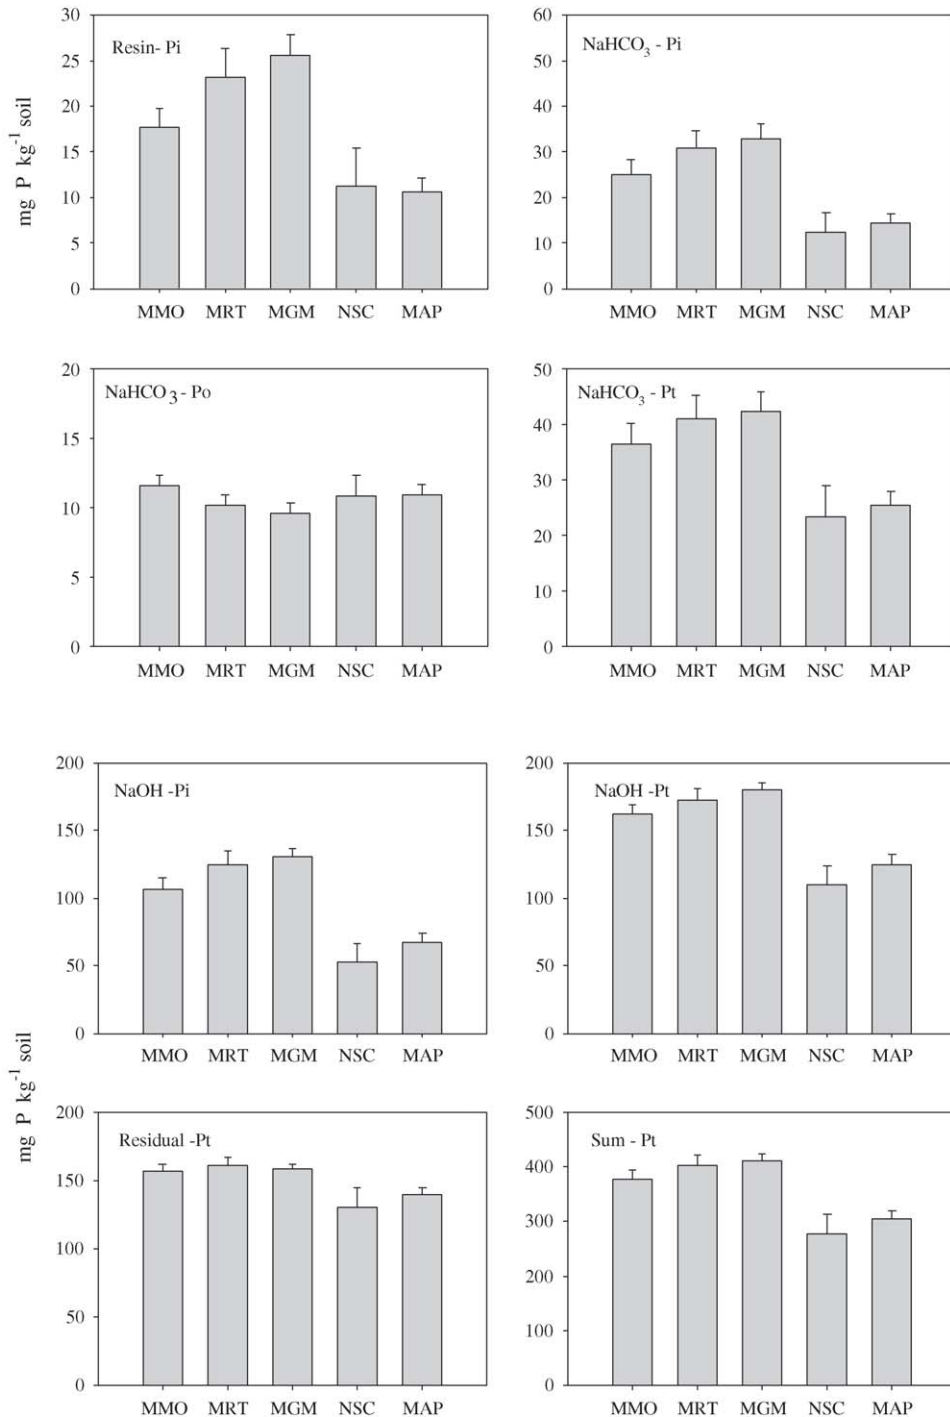 30
25
20
15
10
5
0
Resin- Pi
MMO MRT MGM NSC MAP
60
50
40
30
20
10
0
NaHCO3 - Pi
MMO MRT MGM NSC MAP
mg P kg-1 soil
20
15
10
5
0
NaHCO3 - Po
MMO MRT MGM NSC MAP
50
40
30
20
10
0
NaHCO3 - Pt
MMO MRT MGM NSC MAP
200
150
100
50
0
NaOH -Pi
MMO MRT MGM NSC MAP
200
150
100
50
0
NaOH -Pt
MMO MRT MGM NSC MAP
mg P kg-1 soil
200
150
100
50
0
Residual -Pt
MMO MRT MGM NSC MAP
500
400
300
200
100
0
Sum - Pt
MMO MRT MGM NSC MAP